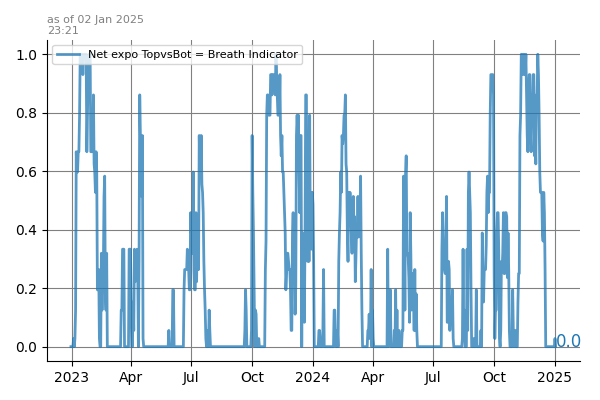 as of 02 Jan 2025
23:21
Net expo TopvsBot = Breath Indicator
1.0
0.8
0.6
0.4
0.2
0.0
0.0
2023 Apr Jul Oct 2024 Apr Jul Oct 2025